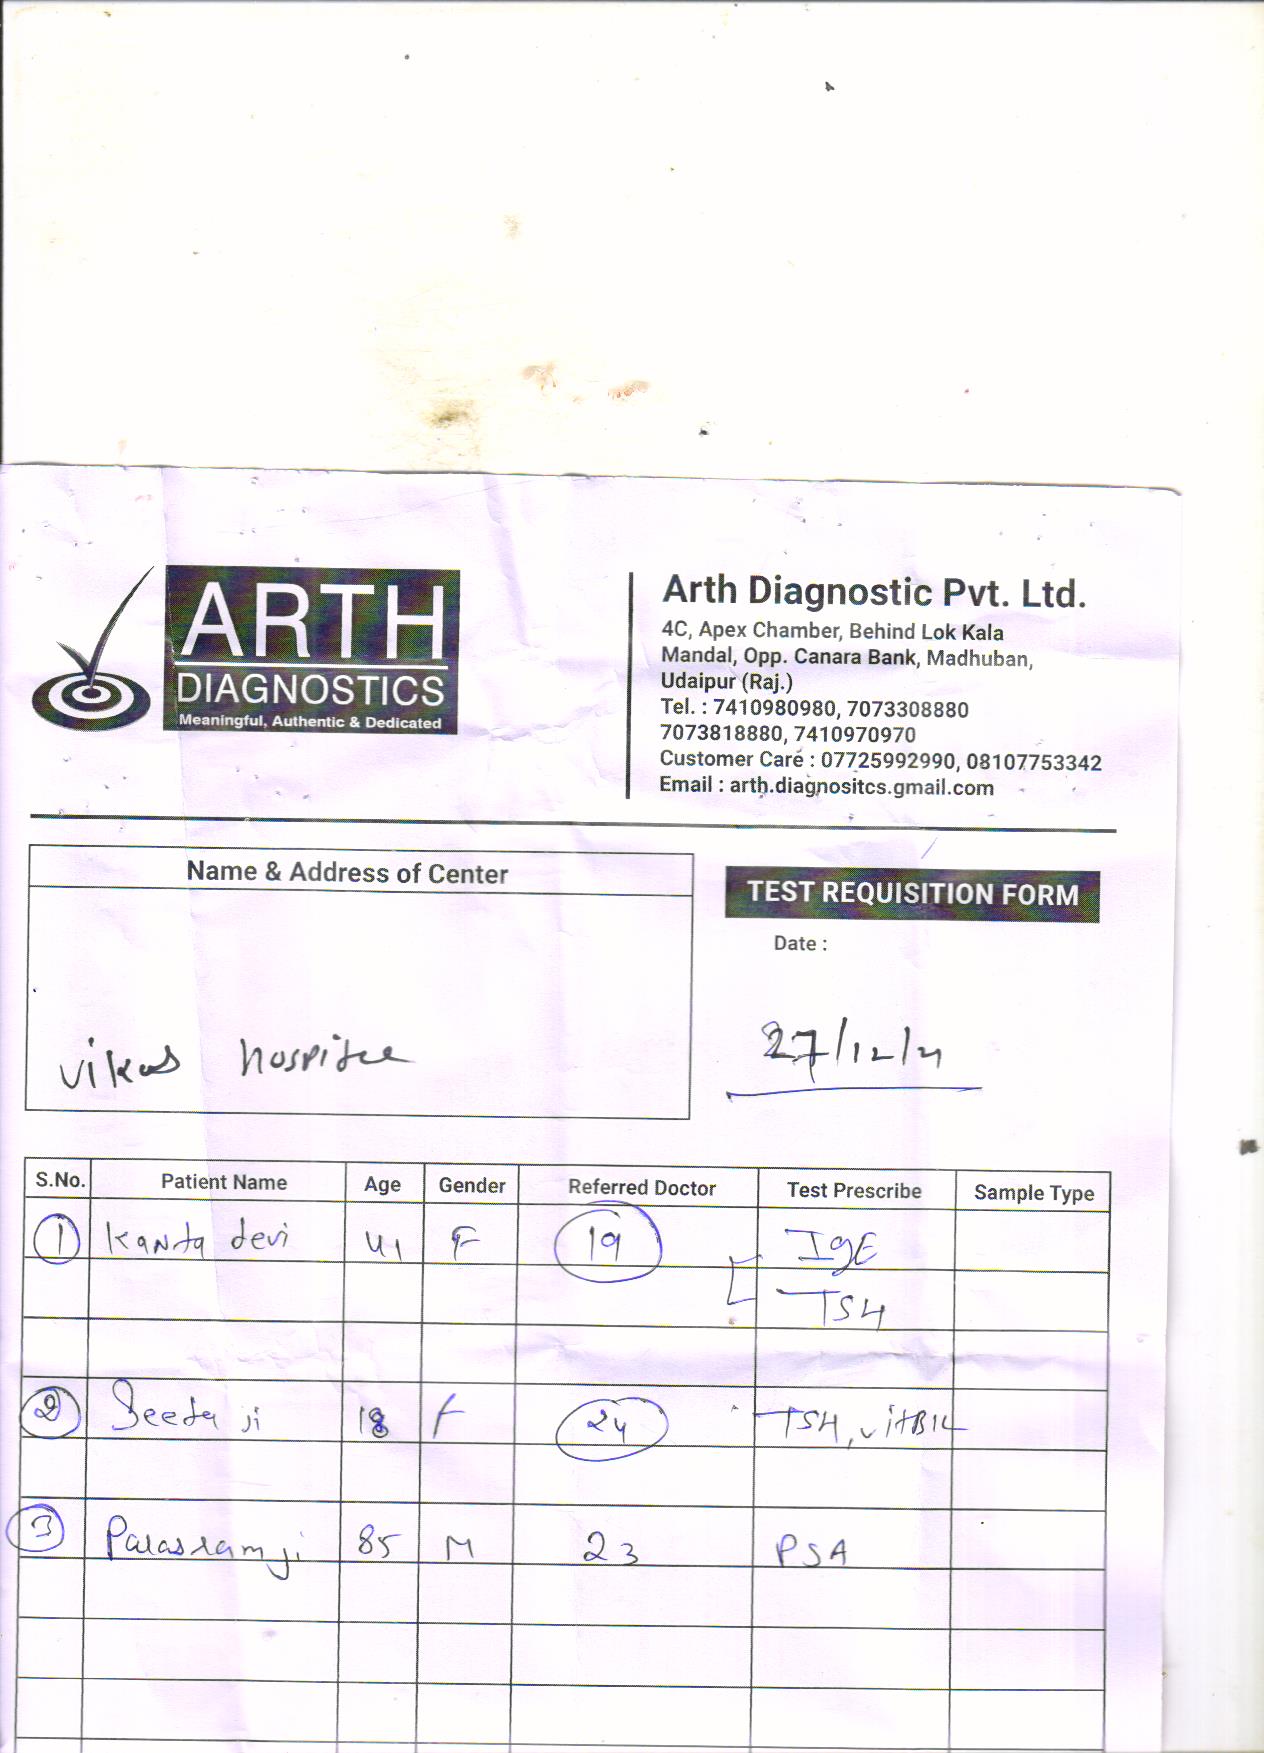 ARTH
DIAGNOSTICS
Meaningful, Authentic & Dedicated
Arth Diagnostic Pvt. Ltd.
4C, Apex Chamber, Behind Lok Kala
Mandal, Opp. Canara Bank, Madhuban,
Udaipur (Raj.)
Tel. : 7410980980, 7073308880
7073818880, 7410970970
Customer Care : 07725992990, 08107753342
Email : arth.diagnositcs.gmail.com
Name & Address of Center
vikas hospital
TEST REQUISITION FORM
Date :
27/12/21
S.No. Patient Name Age Gender Referred Doctor Test Prescribe Sample Type
1 Kanta devi 41 F 19 IgE
TSH
2 Seeta ji 18 F 24 TSH, vitB12
3 Parasram ji 85 M 23 PSA